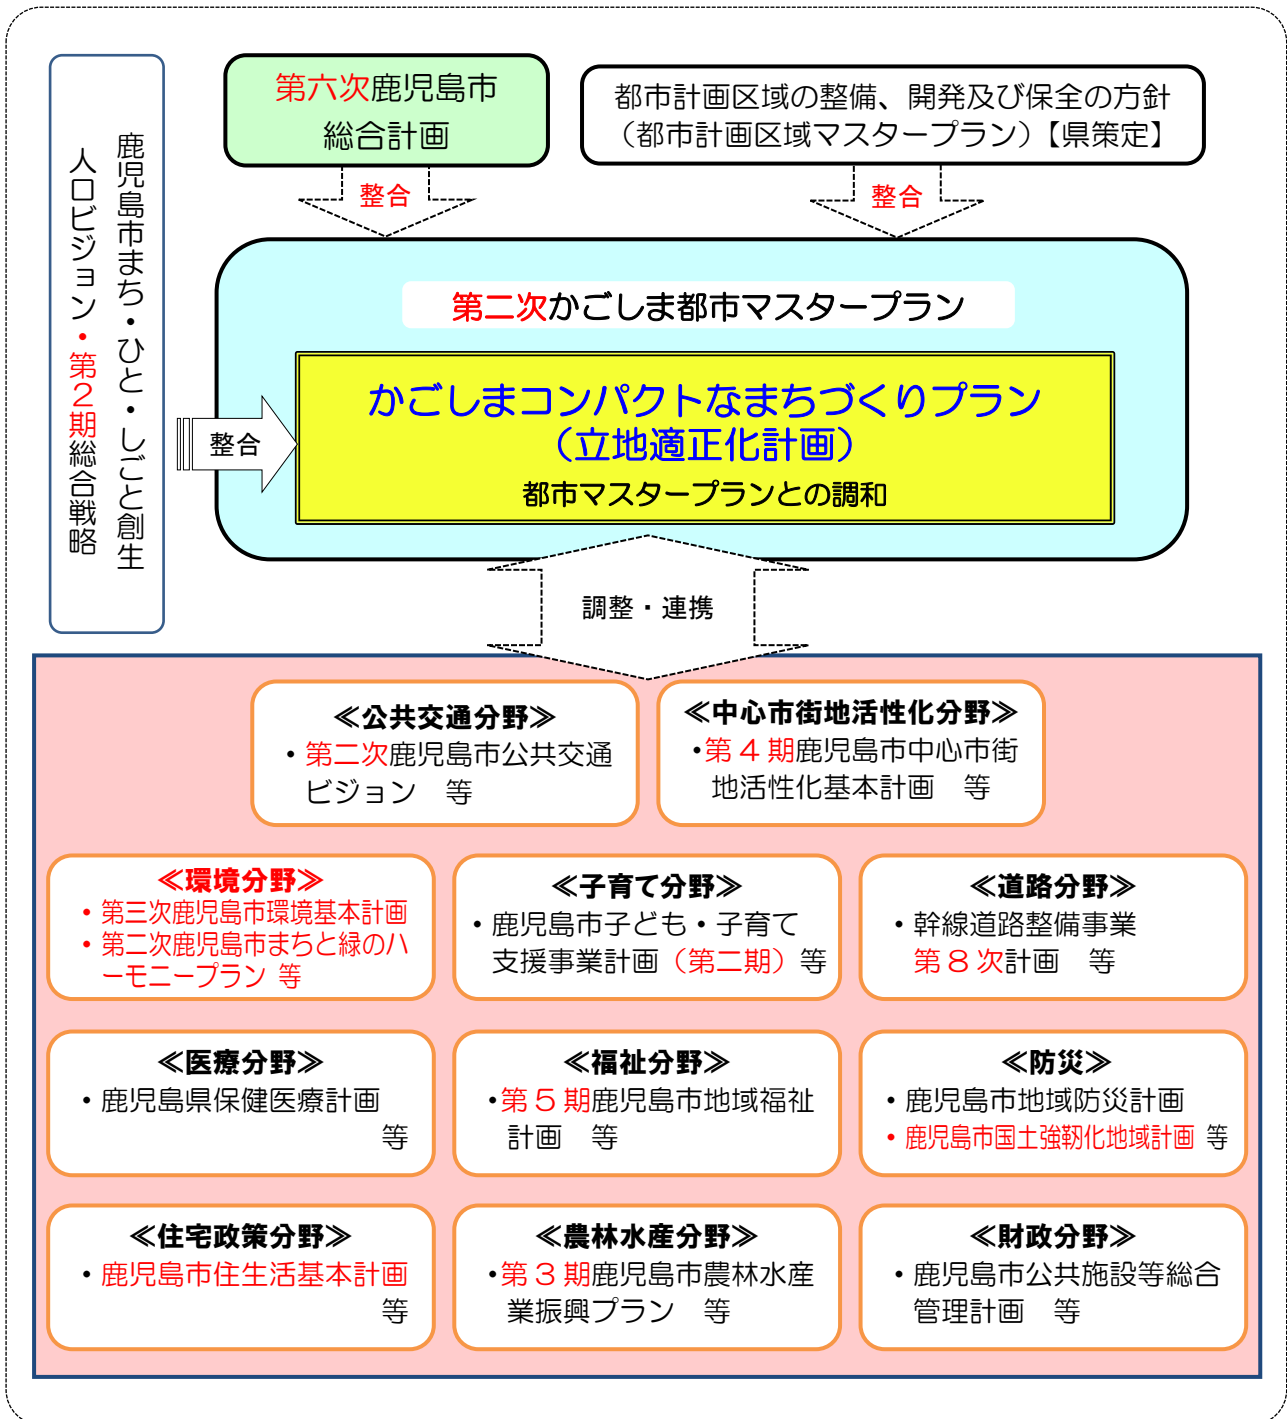 第六次鹿児島市
総合計画
都市計画区域の整備、開発及び保全の方針
（都市計画区域マスタープラン）【県策定】
鹿児島市まち・ひと・しごと創生
人口ビジョン・第２期総合戦略
整合
整合
第二次かごしま都市マスタープラン
かごしまコンパクトなまちづくりプラン
（立地適正化計画）
都市マスタープランとの調和
整合
調整・連携
≪公共交通分野≫
・第二次鹿児島市公共交通
ビジョン　等
≪中心市街地活性化分野≫
・第４期鹿児島市中心市街
地活性化基本計画　等
≪環境分野≫
・第三次鹿児島市環境基本計画
・第二次鹿児島市まちと緑のハ
ーモニープラン 等
≪子育て分野≫
・鹿児島市子ども・子育て
支援事業計画（第二期）等
≪道路分野≫
・幹線道路整備事業
第８次計画　等
≪医療分野≫
・鹿児島県保健医療計画
等
≪福祉分野≫
・第５期鹿児島市地域福祉
計画　等
≪防災≫
・鹿児島市地域防災計画
・鹿児島市国土強靱化地域計画 等
≪住宅政策分野≫
・鹿児島市住生活基本計画
等
≪農林水産分野≫
・第３期鹿児島市農林水産
業振興プラン　等
≪財政分野≫
・鹿児島市公共施設等総合
管理計画　等